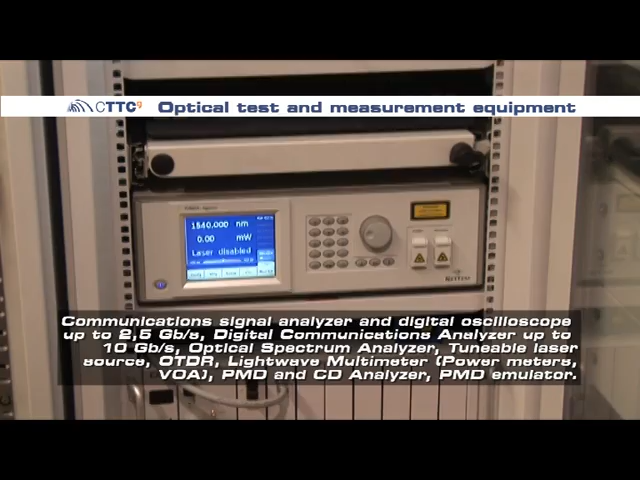 CTTC9 Optical test and measurement equipment
1540.000 nm
0.00 mW
Laser disabled
Communications signal analyzer and digital oscilloscope
up to 2,5 Gb/s, Digital Communications Analyzer up to
10 Gb/s, Optical Spectrum Analyzer, Tuneable laser
source, OTDR, Lightwave Multimeter (Power meters,
VOA), PMD and CD Analyzer, PMD emulator.